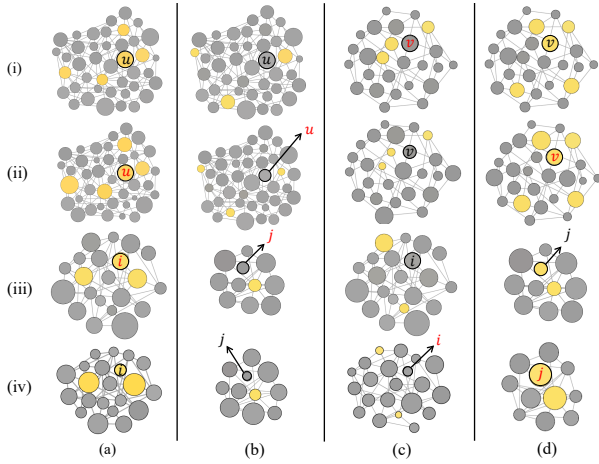 (i) u u v v
u
(ii) u v v
j j
(iii) i i
j i
(iv) i j
(a) (b) (c) (d)